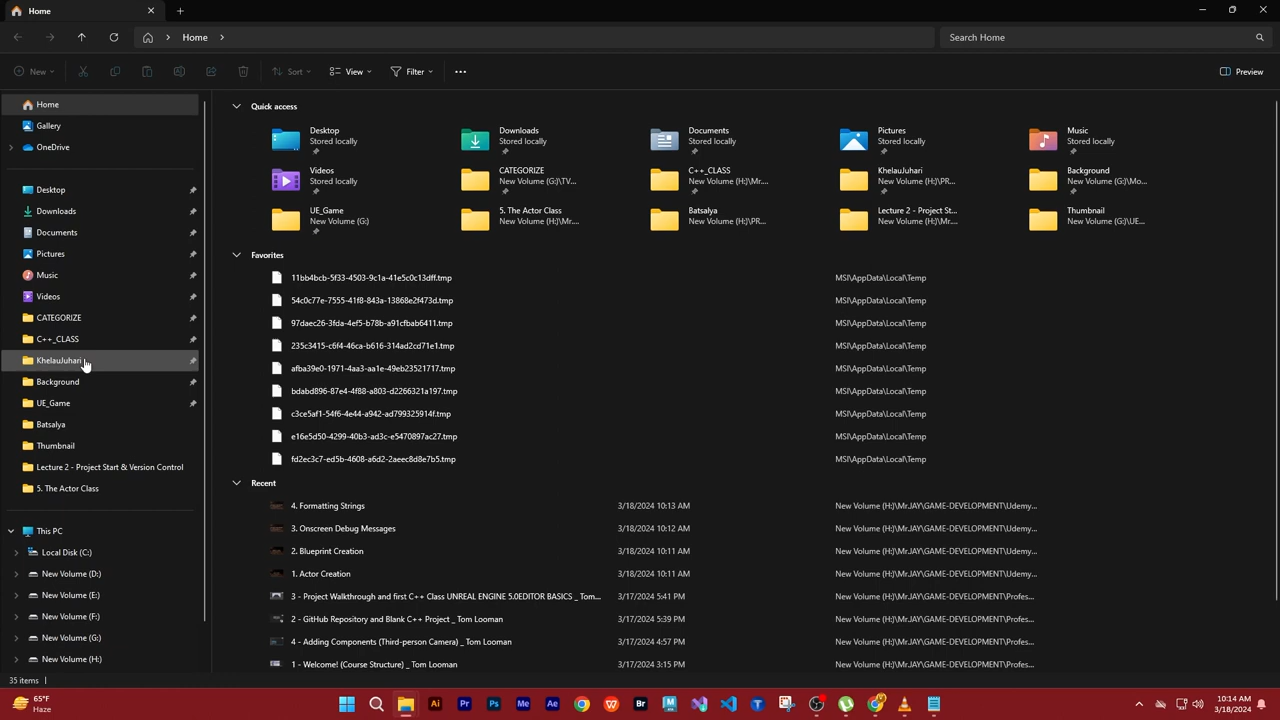 Home
Home
Search Home
New
Sort
View
Filter
Preview
Home
Gallery
OneDrive
Desktop
Downloads
Documents
Pictures
Music
Videos
CATEGORIZE
C++_CLASS
KhelauJuhari
Background
UE_Game
Batsalya
Thumbnail
Lecture 2 - Project Start & Version Control
5. The Actor Class
This PC
Local Disk (C:)
New Volume (D:)
New Volume (E:)
New Volume (F:)
New Volume (G:)
New Volume (H:)
Quick access
Desktop
Stored locally
Downloads
Stored locally
Documents
Stored locally
Pictures
Stored locally
Music
Stored locally
Videos
Stored locally
CATEGORIZE
New Volume (G:)\TV...
C++_CLASS
New Volume (H:)\Mr....
KhelauJuhari
New Volume (H:)\PR...
Background
New Volume (G:)\Mo...
UE_Game
New Volume (G:)
5. The Actor Class
New Volume (H:)\Mr....
Batsalya
New Volume (H:)\PR...
Lecture 2 - Project St...
New Volume (H:)\Mr....
Thumbnail
New Volume (G:)\UE...
Favorites
11bb4bcb-5f33-4503-9c1a-41e5c0c13dff.tmp MSI\AppData\Local\Temp
54c0c77e-7555-41f8-843a-13868e2f473d.tmp MSI\AppData\Local\Temp
97daec26-3fda-4ef5-b78b-a91cfbab6411.tmp MSI\AppData\Local\Temp
235c3415-c6f4-46ca-b616-314ad2cd71e1.tmp MSI\AppData\Local\Temp
afba39e0-1971-4aa3-aa1e-49eb23521717.tmp MSI\AppData\Local\Temp
bdabd896-87e4-4f88-a803-d2266321a197.tmp MSI\AppData\Local\Temp
c3ce5af1-54f6-4e44-a942-ad799325914f.tmp MSI\AppData\Local\Temp
e16e5d50-4299-40b3-ad3c-e5470897ac27.tmp MSI\AppData\Local\Temp
fd2ec3c7-ed5b-4608-a6d2-2aeec8d8e7b5.tmp MSI\AppData\Local\Temp
Recent
4. Formatting Strings 3/18/2024 10:13 AM New Volume (H:)\MrJAY\GAME-DEVELOPMENT\Udemy...
3. Onscreen Debug Messages 3/18/2024 10:12 AM New Volume (H:)\MrJAY\GAME-DEVELOPMENT\Udemy...
2. Blueprint Creation 3/18/2024 10:11 AM New Volume (H:)\MrJAY\GAME-DEVELOPMENT\Udemy...
1. Actor Creation 3/18/2024 10:11 AM New Volume (H:)\MrJAY\GAME-DEVELOPMENT\Udemy...
3 - Project Walkthrough and first C++ Class UNREAL ENGINE 5.0EDITOR BASICS _ Tom... 3/17/2024 5:41 PM New Volume (H:)\MrJAY\GAME-DEVELOPMENT\Profes...
2 - GitHub Repository and Blank C++ Project _ Tom Looman 3/17/2024 5:39 PM New Volume (H:)\MrJAY\GAME-DEVELOPMENT\Profes...
4 - Adding Components (Third-person Camera) _ Tom Looman 3/17/2024 4:57 PM New Volume (H:)\MrJAY\GAME-DEVELOPMENT\Profes...
1 - Welcome! (Course Structure) _ Tom Looman 3/17/2024 3:15 PM New Volume (H:)\MrJAY\GAME-DEVELOPMENT\Profes...
35 items
65°F
Haze
Ai
Pr
Ps
Me
Ae
Br
10:14 AM
3/18/2024